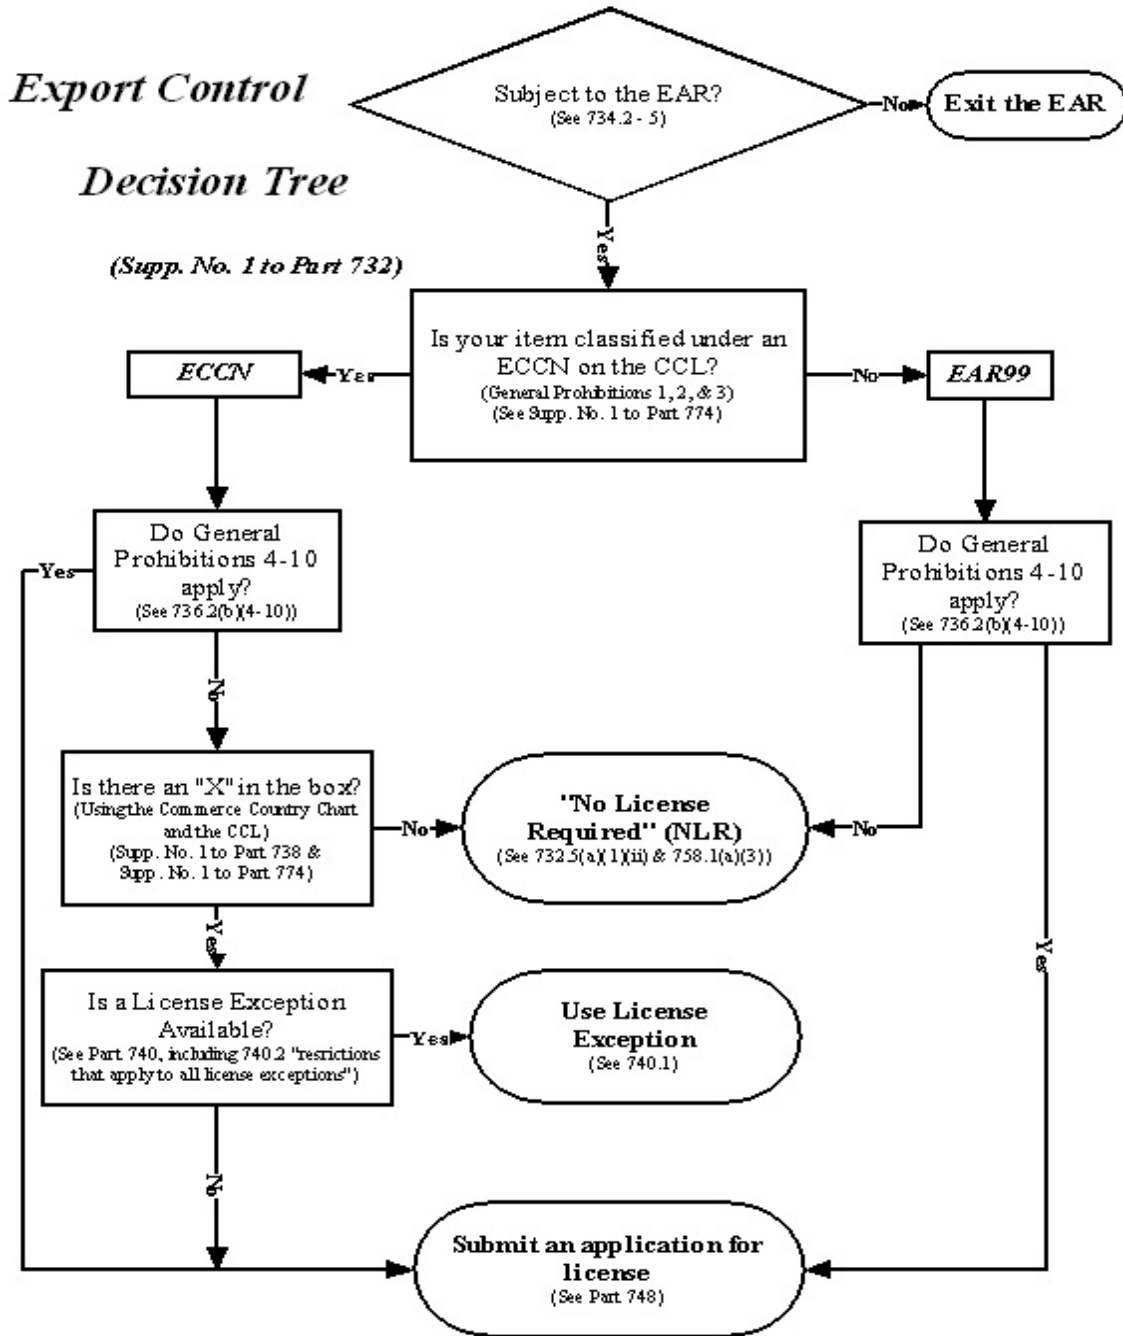 Export Control
Decision Tree
(Supp. No. 1 to Part 732)
Subject to the EAR?
(See 734.2 - 5)
No
Exit the EAR
Yes
Is your item classified under an
ECCN on the CCL?
(General Prohibitions 1, 2, & 3)
(See Supp. No. 1 to Part 774)
Yes
ECCN
No
EAR99
Do General
Prohibitions 4-10
apply?
(See 736.2(b)(4-10))
Yes
No
Do General
Prohibitions 4-10
apply?
(See 736.2(b)(4-10))
No
Yes
Is there an "X" in the box?
(Using the Commerce Country Chart
and the CCL)
(Supp. No. 1 to Part 738 &
Supp. No. 1 to Part 774)
No
"No License
Required" (NLR)
(See 732.5(a)(1)(ii) & 758.1(a)(3))
Yes
Is a License Exception
Available?
(See Part 740, including 740.2 "resrictions
that apply to all license exceptions")
Yes
Use License
Exception
(See 740.1)
No
Submit an application for
license
(See Part 748)